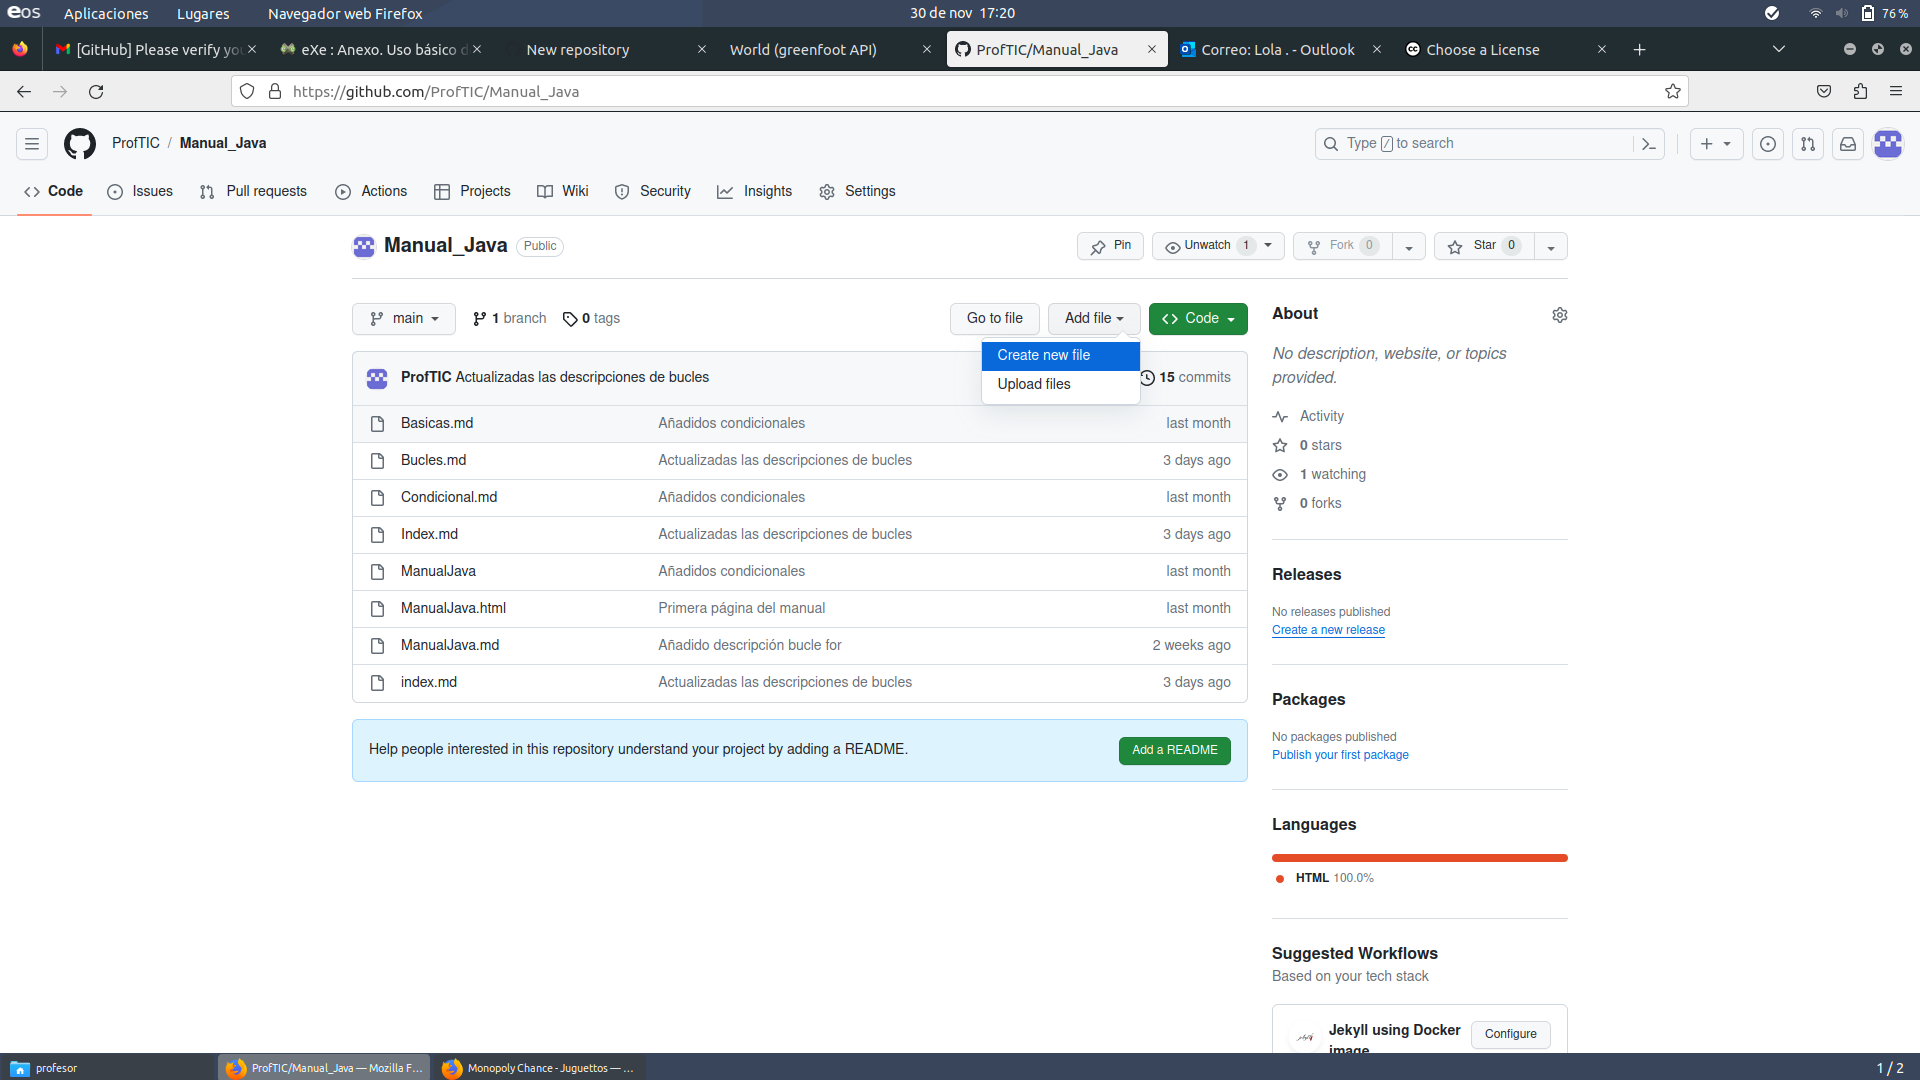 eos Aplicaciones Lugares Navegador web Firefox 30 de nov 17:20 76 %
[GitHub] Please verify yo eXe : Anexo. Uso básico d New repository World (greenfoot API) ProfTIC/Manual_Java Correo: Lola . - Outlook Choose a License
https://github.com/ProfTIC/Manual_Java
ProfTIC / Manual_Java Type / to search
Code Issues Pull requests Actions Projects Wiki Security Insights Settings
Manual_Java Public Pin Unwatch 1 Fork 0 Star 0
main 1 branch 0 tags Go to file Add file Code
Create new file
Upload files
ProfTIC Actualizadas las descripciones de bucles 15 commits
Basicas.md Añadidos condicionales last month
Bucles.md Actualizadas las descripciones de bucles 3 days ago
Condicional.md Añadidos condicionales last month
Index.md Actualizadas las descripciones de bucles 3 days ago
ManualJava Añadidos condicionales last month
ManualJava.html Primera página del manual last month
ManualJava.md Añadido descripción bucle for 2 weeks ago
index.md Actualizadas las descripciones de bucles 3 days ago
Help people interested in this repository understand your project by adding a README. Add a README
About
No description, website, or topics
provided.
Activity
0 stars
1 watching
0 forks
Releases
No releases published
Create a new release
Packages
No packages published
Publish your first package
Languages
HTML 100.0%
Suggested Workflows
Based on your tech stack
Jekyll using Docker
image
Configure
profesor ProfTIC/Manual_Java — Mozilla F... Monopoly Chance - Juguettos — ... 1 / 2